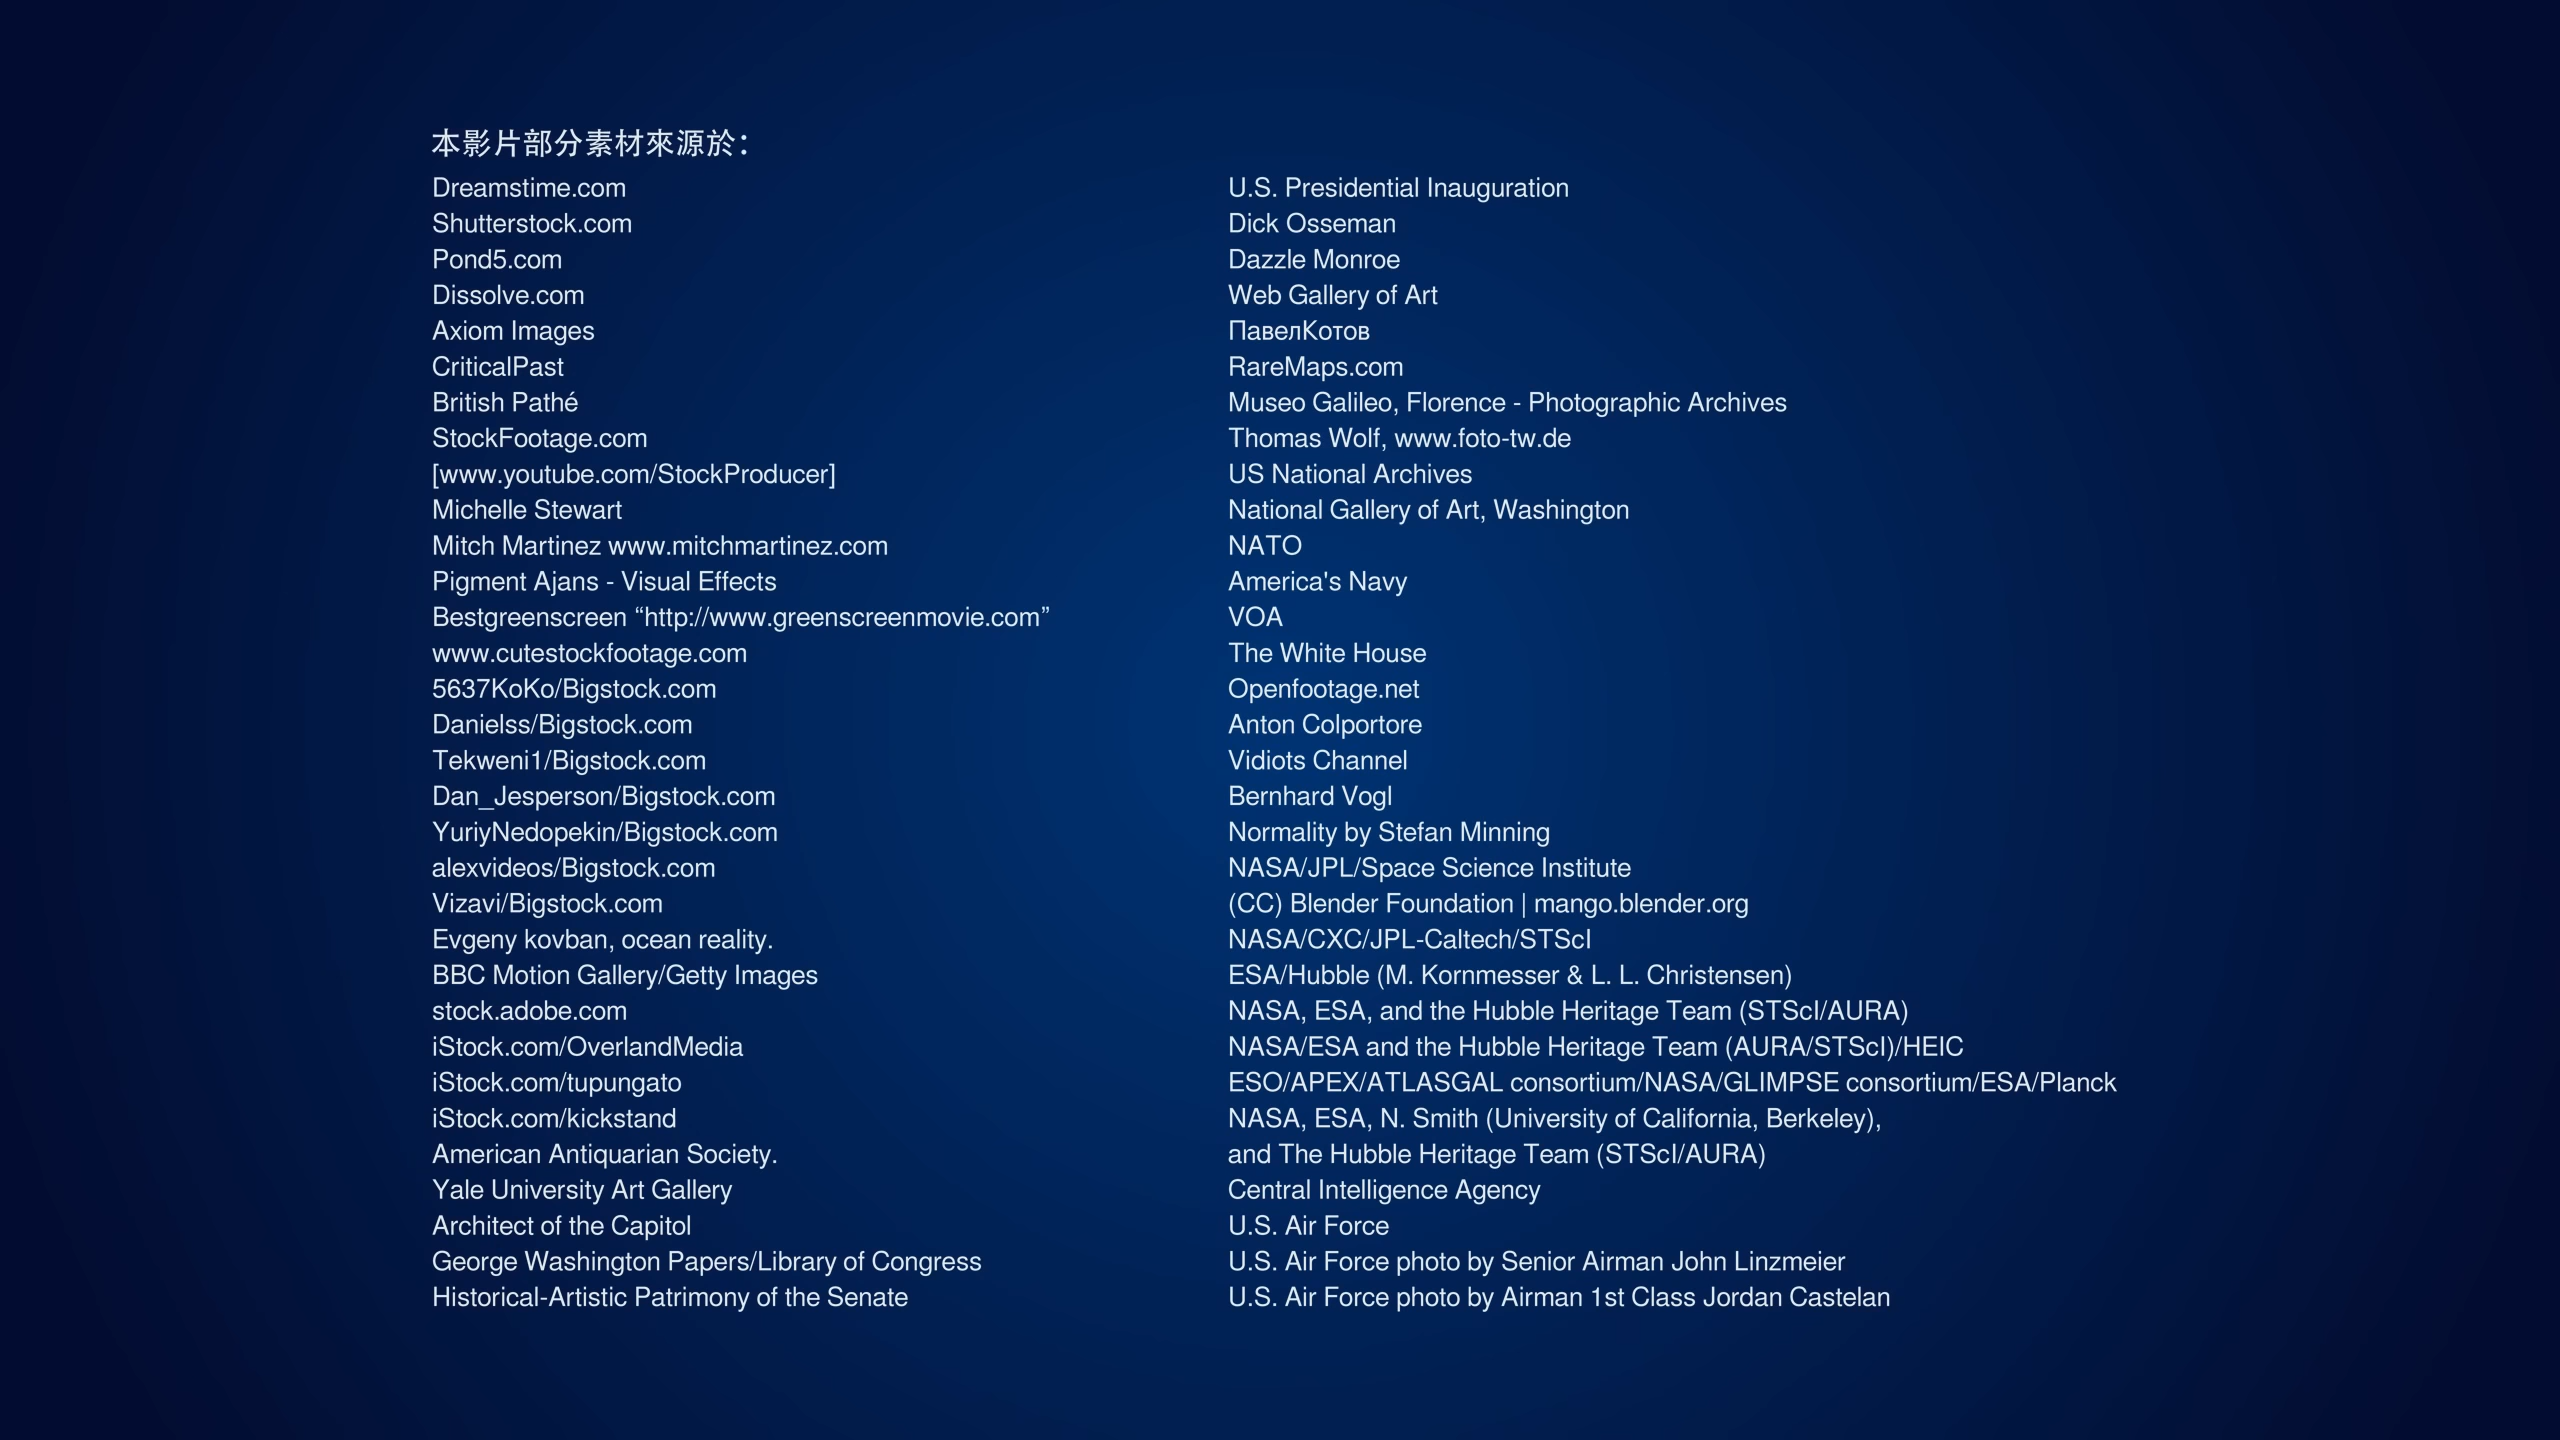 本影片部分素材來源於：
Dreamstime.com
Shutterstock.com
Pond5.com
Dissolve.com
Axiom Images
CriticalPast
British Pathé
StockFootage.com
[www.youtube.com/StockProducer]
Michelle Stewart
Mitch Martinez www.mitchmartinez.com
Pigment Ajans - Visual Effects
Bestgreenscreen “http://www.greenscreenmovie.com”
www.cutestockfootage.com
5637KoKo/Bigstock.com
Danielss/Bigstock.com
Tekweni1/Bigstock.com
Dan_Jesperson/Bigstock.com
YuriyNedopekin/Bigstock.com
alexvideos/Bigstock.com
Vizavi/Bigstock.com
Evgeny kovban, ocean reality.
BBC Motion Gallery/Getty Images
stock.adobe.com
iStock.com/OverlandMedia
iStock.com/tupungato
iStock.com/kickstand
American Antiquarian Society.
Yale University Art Gallery
Architect of the Capitol
George Washington Papers/Library of Congress
Historical-Artistic Patrimony of the Senate
U.S. Presidential Inauguration
Dick Osseman
Dazzle Monroe
Web Gallery of Art
ПавелКотов
RareMaps.com
Museo Galileo, Florence - Photographic Archives
Thomas Wolf, www.foto-tw.de
US National Archives
National Gallery of Art, Washington
NATO
America's Navy
VOA
The White House
Openfootage.net
Anton Colportore
Vidiots Channel
Bernhard Vogl
Normality by Stefan Minning
NASA/JPL/Space Science Institute
(CC) Blender Foundation | mango.blender.org
NASA/CXC/JPL-Caltech/STScI
ESA/Hubble (M. Kornmesser & L. L. Christensen)
NASA, ESA, and the Hubble Heritage Team (STScI/AURA)
NASA/ESA and the Hubble Heritage Team (AURA/STScI)/HEIC
ESO/APEX/ATLASGAL consortium/NASA/GLIMPSE consortium/ESA/Planck
NASA, ESA, N. Smith (University of California, Berkeley),
and The Hubble Heritage Team (STScI/AURA)
Central Intelligence Agency
U.S. Air Force
U.S. Air Force photo by Senior Airman John Linzmeier
U.S. Air Force photo by Airman 1st Class Jordan Castelan